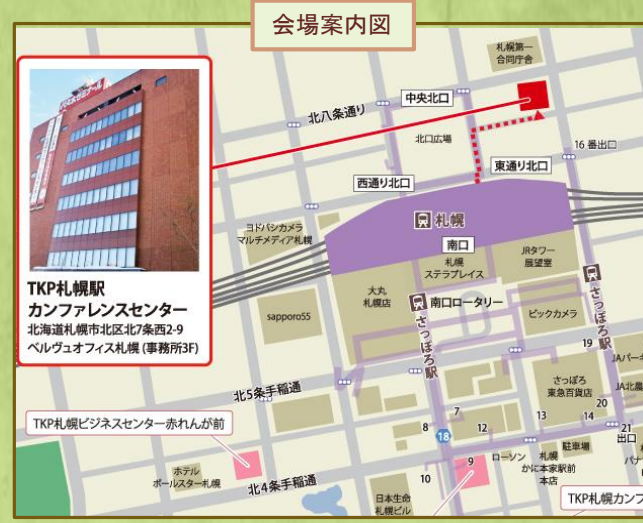 会場案内図
札幌第一
合同庁舎
中央北口
北八条通り
北口広場
16 番出口
東通り北口
西通り北口
ヨドバシカメラ
マルチメディア札幌
札幌
南口
札幌
ステラプレイス
JRタワー
展望室
大丸
札幌店
南口ロータリー
さっぽろ駅
さっぽろ駅
ビックカメラ
TKP札幌駅
カンファレンスセンター
北海道札幌市北区北7条西2-9
ベルヴュオフィス札幌 (事務所3F)
sapporo55
19
JAパーキ
さっぽろ
東急百貨店
JA北農
北5条手稲通
20
TKP札幌ビジネスセンター赤れんが前
7
8
12
13
14
21
出口
18
駐車場
ホテル
ポールスター札幌
9
ローソン
札幌
かに本家駅前
本店
パナ
10
北4条手稲通
日本生命
札幌ビル
TKP札幌カンフ